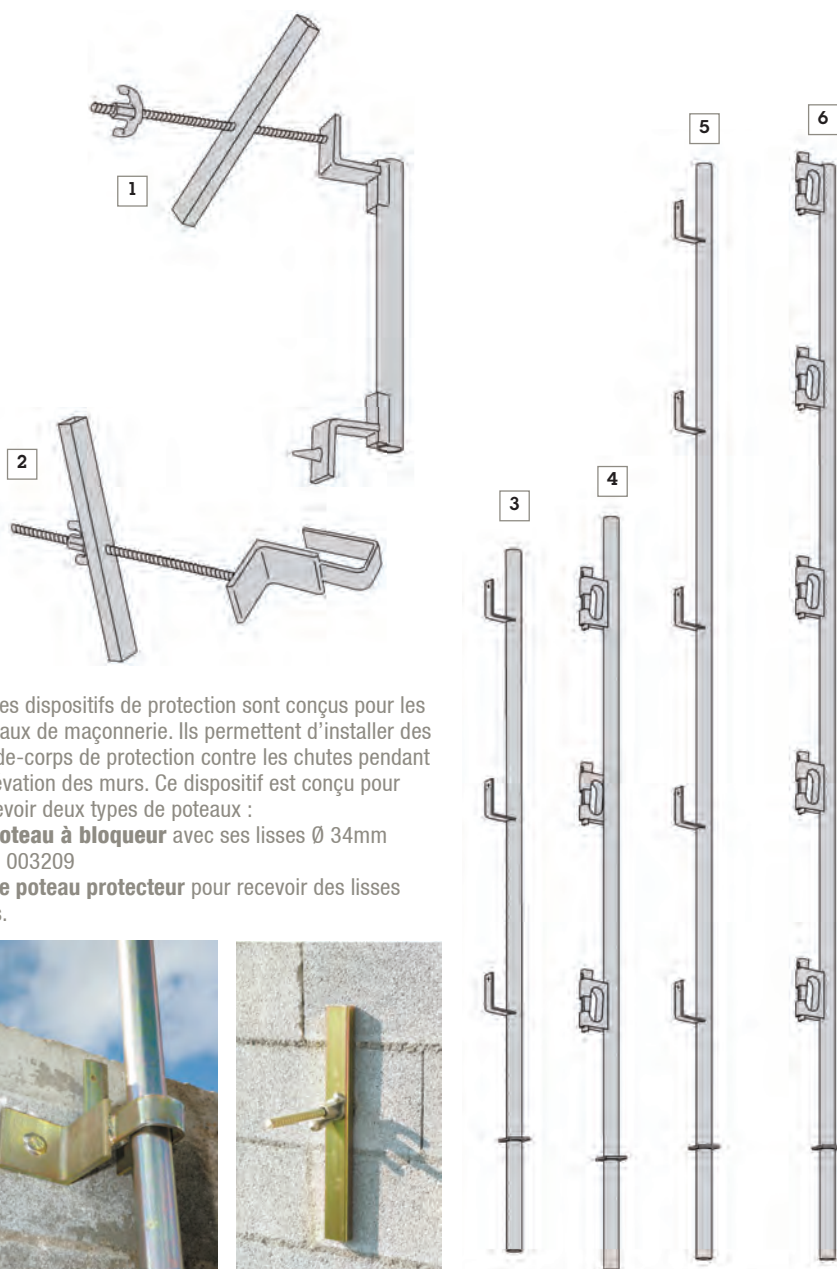 1
2
3
4
5
6
es dispositifs de protection sont conçus pour les
aux de maçonnerie. Ils permettent d'installer des
de-corps de protection contre les chutes pendant
évation des murs. Ce dispositif est conçu pour
evoir deux types de poteaux :
oteau à bloqueur avec ses lisses Ø 34mm
003209
e poteau protecteur pour recevoir des lisses
s.